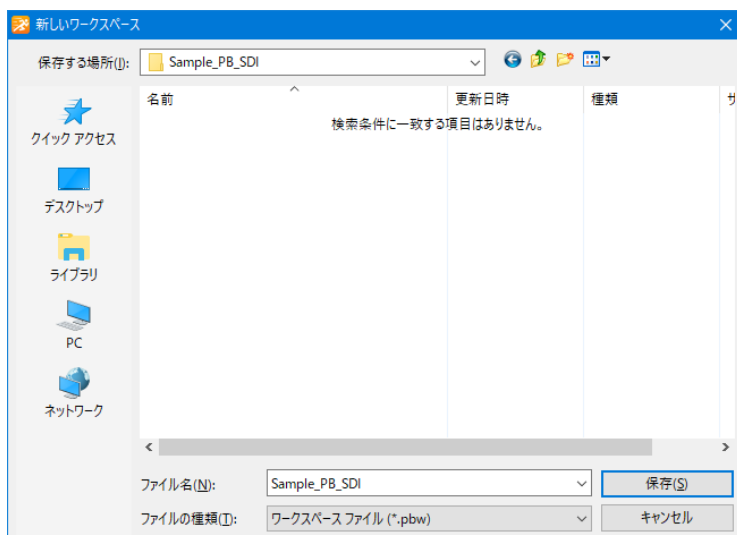 新しいワークスペース
保存する場所(I): Sample_PB_SDI
名前 更新日時 種類 サ
検索条件に一致する項目はありません。
クイック アクセス
デスクトップ
ライブラリ
PC
ネットワーク
ファイル名(N): Sample_PB_SDI 保存(S)
ファイルの種類(T): ワークスペース ファイル (*.pbw) キャンセル